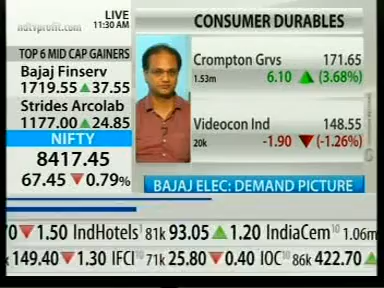 ndtvprofit.com
LIVE
11:30 AM
CONSUMER DURABLES
TOP 6 MID CAP GAINERS
Bajaj Finserv
1719.55 ▲ 37.55
Strides Arcolab
1177.00 ▲ 24.85
NIFTY
8417.45
67.45 ▼ 0.79%
Crompton Grvs 171.65
1.53m 6.10 ▲ (3.68%)
Videocon Ind 148.55
20k -1.90 ▼ (-1.26%)
BAJAJ ELEC: DEMAND PICTURE
70 ▼ 1.50 IndHotels 81k 93.05 ▲ 1.20 IndiaCem 1.06m
149.40 ▼ 1.30 IFCI 71k 25.80 ▼ 0.40 IOC 86k 422.70 ▲